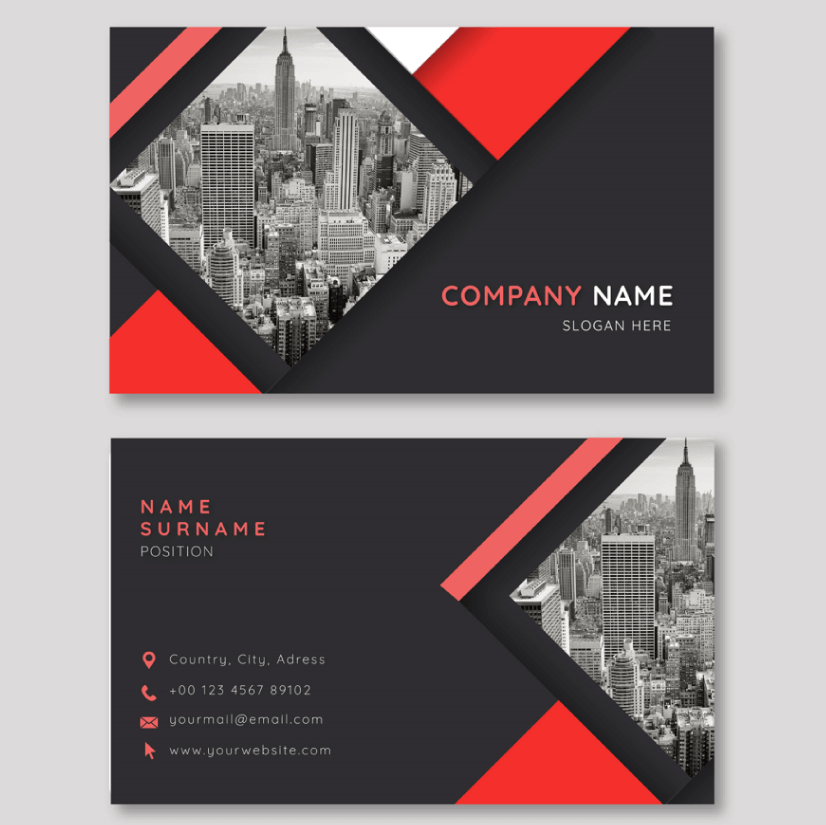 COMPANY NAME
SLOGAN HERE
NAME
SURNAME
POSITION
Country, City, Adress
+00 123 4567 89102
yourmail@email.com
www.yourwebsite.com